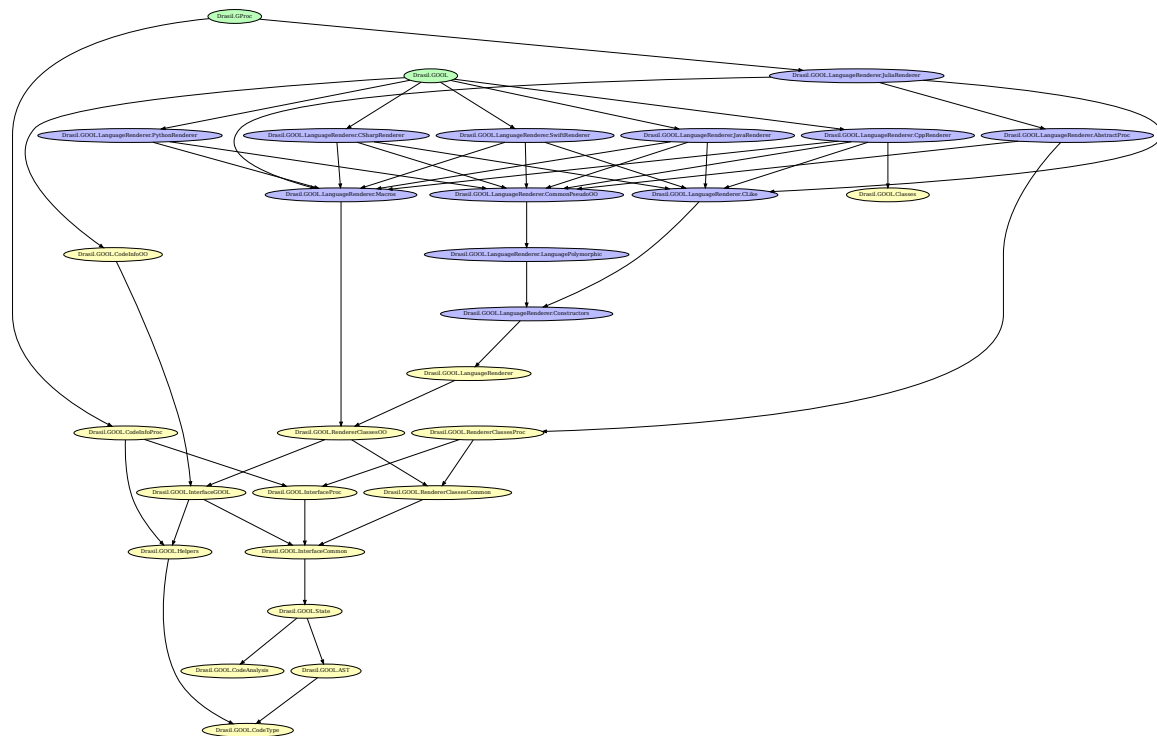 Drasil.GProc
Drasil.GOOL
Drasil.GOOL.LanguageRenderer.JuliaRenderer
Drasil.GOOL.LanguageRenderer.PythonRenderer
Drasil.GOOL.LanguageRenderer.CSharpRenderer
Drasil.GOOL.LanguageRenderer.SwiftRenderer
Drasil.GOOL.LanguageRenderer.JavaRenderer
Drasil.GOOL.LanguageRenderer.CppRenderer
Drasil.GOOL.LanguageRenderer.AbstractProc
Drasil.GOOL.LanguageRenderer.Macros
Drasil.GOOL.LanguageRenderer.CommonPseudoOO
Drasil.GOOL.LanguageRenderer.CLike
Drasil.GOOL.Classes
Drasil.GOOL.CodeInfoOO
Drasil.GOOL.LanguageRenderer.LanguagePolymorphic
Drasil.GOOL.LanguageRenderer.Constructors
Drasil.GOOL.LanguageRenderer
Drasil.GOOL.CodeInfoProc
Drasil.GOOL.RendererClassesOO
Drasil.GOOL.RendererClassesProc
Drasil.GOOL.InterfaceGOOL
Drasil.GOOL.InterfaceProc
Drasil.GOOL.RendererClassesCommon
Drasil.GOOL.Helpers
Drasil.GOOL.InterfaceCommon
Drasil.GOOL.State
Drasil.GOOL.CodeAnalysis
Drasil.GOOL.AST
Drasil.GOOL.CodeType